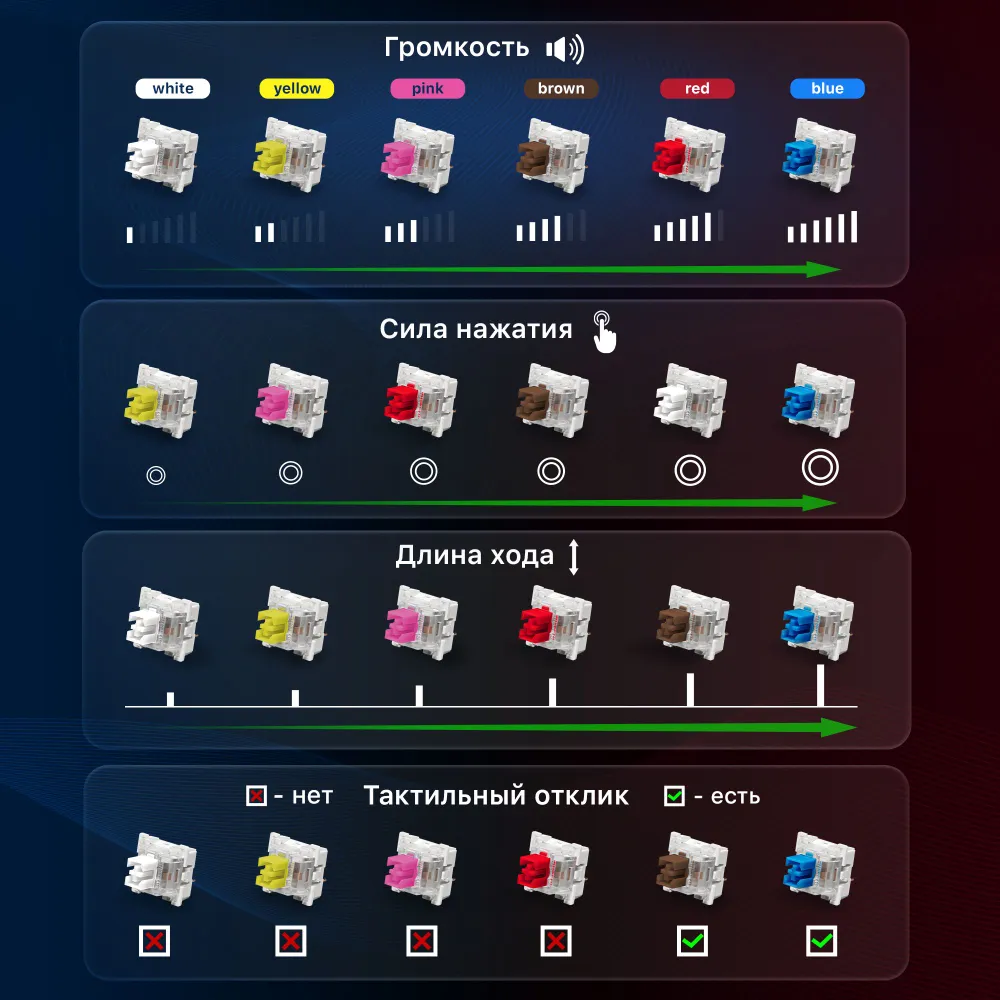 Громкость
white yellow pink brown red blue
Сила нажатия
Длина хода
- нет Тактильный отклик - есть